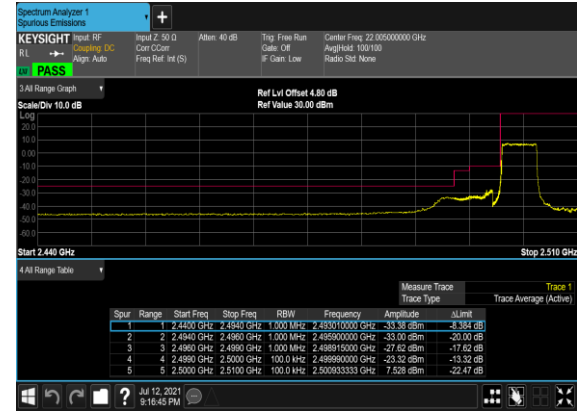 Spectrum Analyzer 1
Spurious Emissions
+
KEYSIGHT Input: RF Input Z: 50 Ω Atten: 40 dB Trig: Free Run Center Freq: 22.005000000 GHz
RL Coupling: DC Corr CCorr Gate: Off Avg|Hold: 100/100
Align: Auto Freq Ref: Int (S) IF Gain: Low Radio Std: None
PASS
3 All Range Graph Ref Lvl Offset 4.80 dB
Scale/Div 10.0 dB Ref Value 30.00 dBm
Log
20.0
10.0
0.00
-10.0
-20.0
-30.0
-40.0
-50.0
-60.0
Start 2.440 GHz Stop 2.510 GHz
4 All Range Table
Measure Trace Trace 1
Trace Type Trace Average (Active)
Spur Range Start Freq Stop Freq RBW Frequency Amplitude ΔLimit
1 1 2.4400 GHz 2.4940 GHz 1.000 MHz 2.493010000 GHz -33.38 dBm -8.384 dB
2 2 2.4940 GHz 2.4960 GHz 1.000 MHz 2.495900000 GHz -33.00 dBm -20.00 dB
3 3 2.4960 GHz 2.4990 GHz 1.000 MHz 2.498915000 GHz -27.62 dBm -17.62 dB
4 4 2.4990 GHz 2.5000 GHz 100.0 kHz 2.499990000 GHz -23.32 dBm -13.32 dB
5 5 2.5000 GHz 2.5100 GHz 100.0 kHz 2.500933333 GHz 7.528 dBm -22.47 dB
? Jul 12, 2021
9:16:45 PM